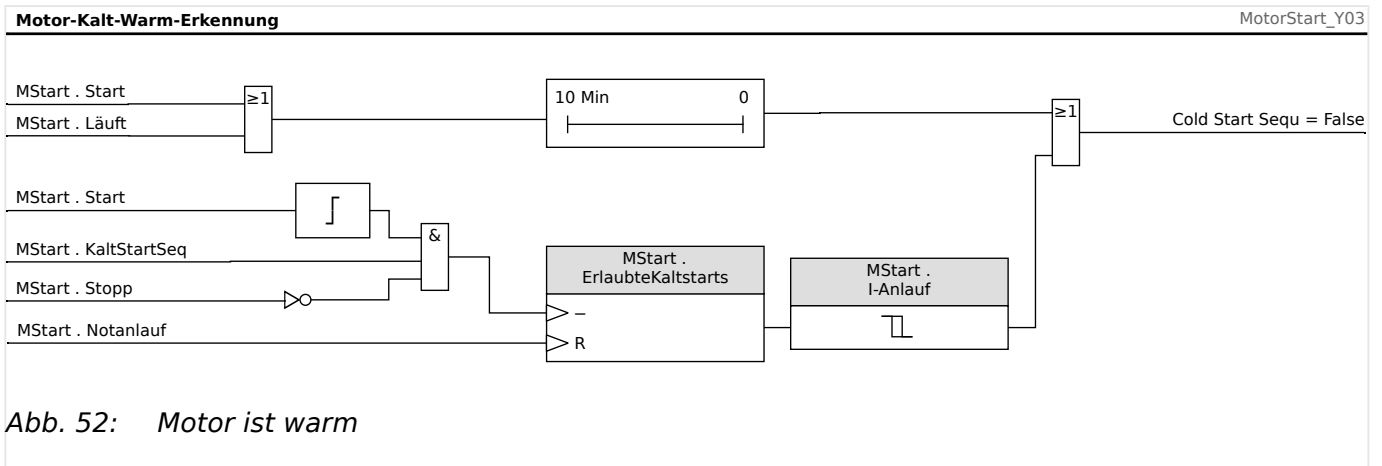 Motor-Kalt-Warm-Erkennung
MotorStart_Y03
MStart . Start
MStart . Läuft
≥1
10 Min 0
≥1
Cold Start Sequ = False
MStart . Start
MStart . KaltStartSeq
MStart . Stopp
MStart . Notanlauf
&
MStart .
ErlaubteKaltstarts
−
R
MStart .
I-Anlauf
Abb. 52: Motor ist warm